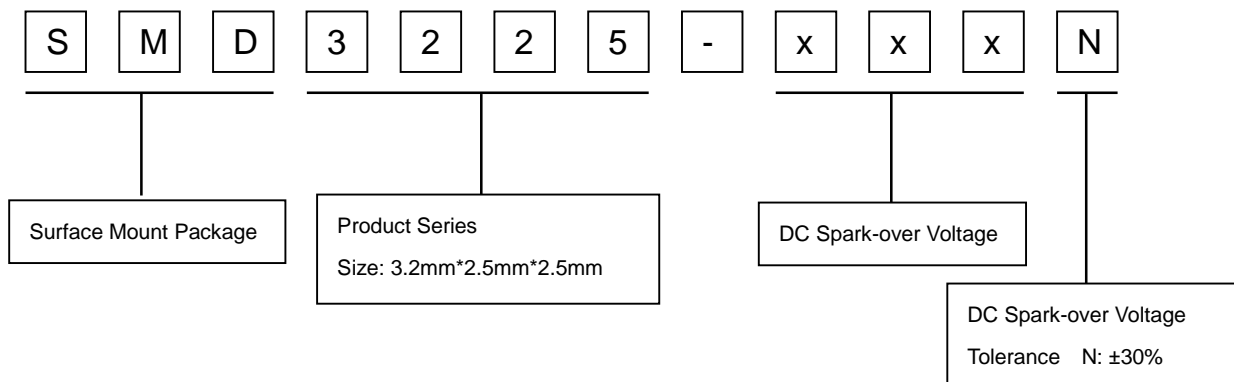 S M D 3 2 2 5 - x x x N
Surface Mount Package
Product Series
Size: 3.2mm*2.5mm*2.5mm
DC Spark-over Voltage
DC Spark-over Voltage
Tolerance N: ±30%